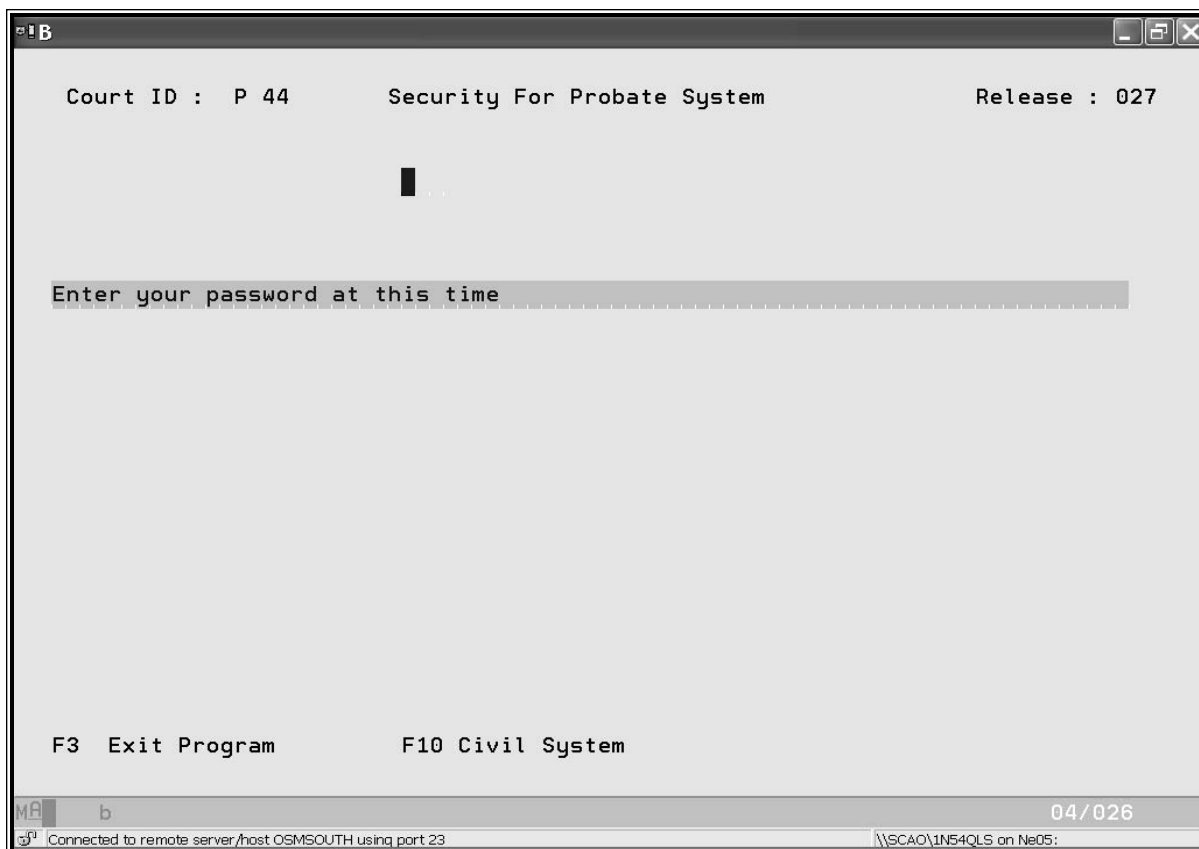 B
Court ID : P 44 Security For Probate System Release : 027
Enter your password at this time
F3 Exit Program F10 Civil System
MA b 04/026
Connected to remote server/host OSMSOUTH using port 23 \\SCAO\1N54QLS on Ne05: